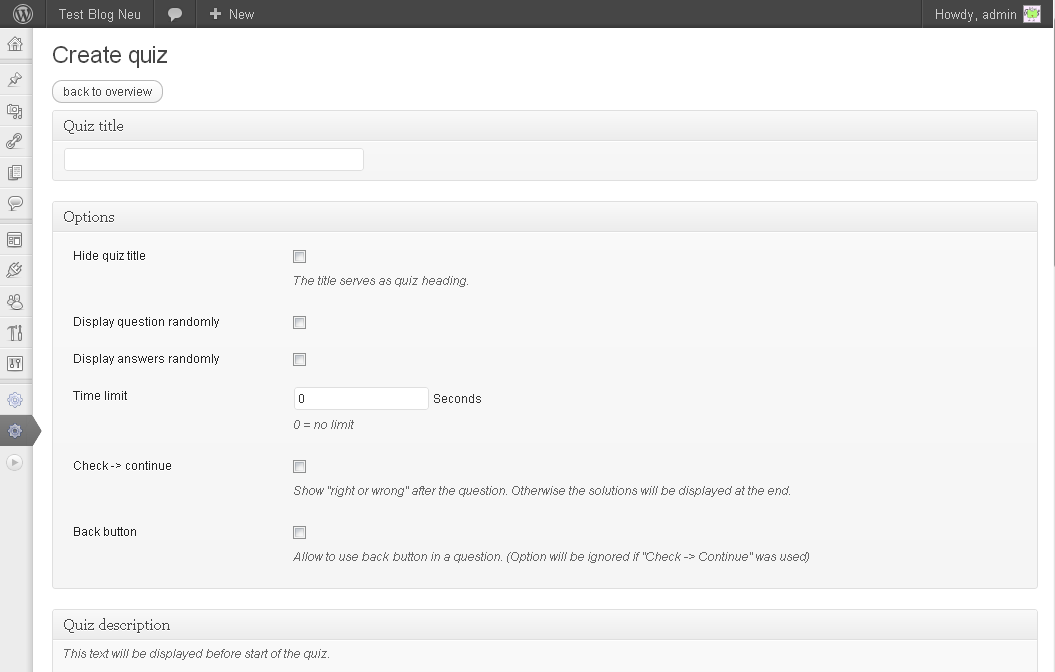 Test Blog Neu
New
Howdy, admin
Create quiz
back to overview
Quiz title
Options
Hide quiz title
The title serves as quiz heading.
Display question randomly
Display answers randomly
Time limit
0 Seconds
0 = no limit
Check -> continue
Show "right or wrong" after the question. Otherwise the solutions will be displayed at the end.
Back button
Allow to use back button in a question. (Option will be ignored if "Check -> Continue" was used)
Quiz description
This text will be displayed before start of the quiz.